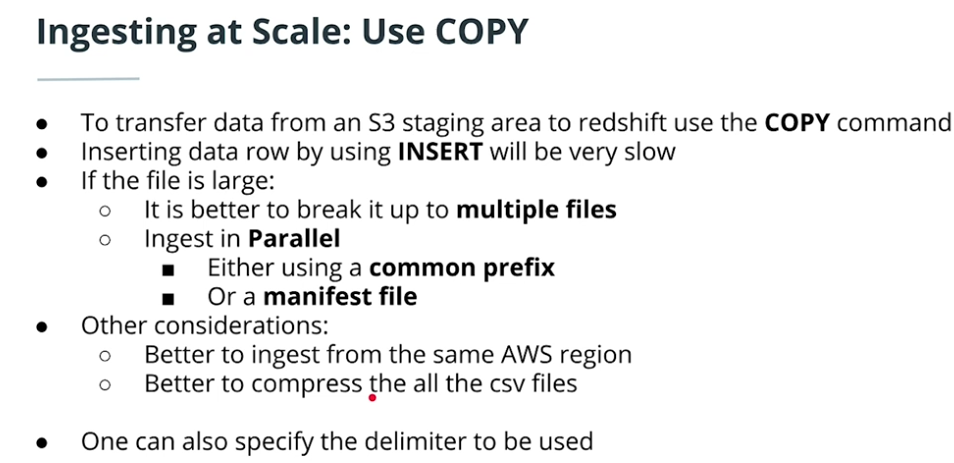 Ingesting at Scale: Use COPY
● To transfer data from an S3 staging area to redshift use the COPY command
● Inserting data row by using INSERT will be very slow
● If the file is large:
○ It is better to break it up to multiple files
○ Ingest in Parallel
■ Either using a common prefix
■ Or a manifest file
● Other considerations:
○ Better to ingest from the same AWS region
○ Better to compress the all the csv files
● One can also specify the delimiter to be used